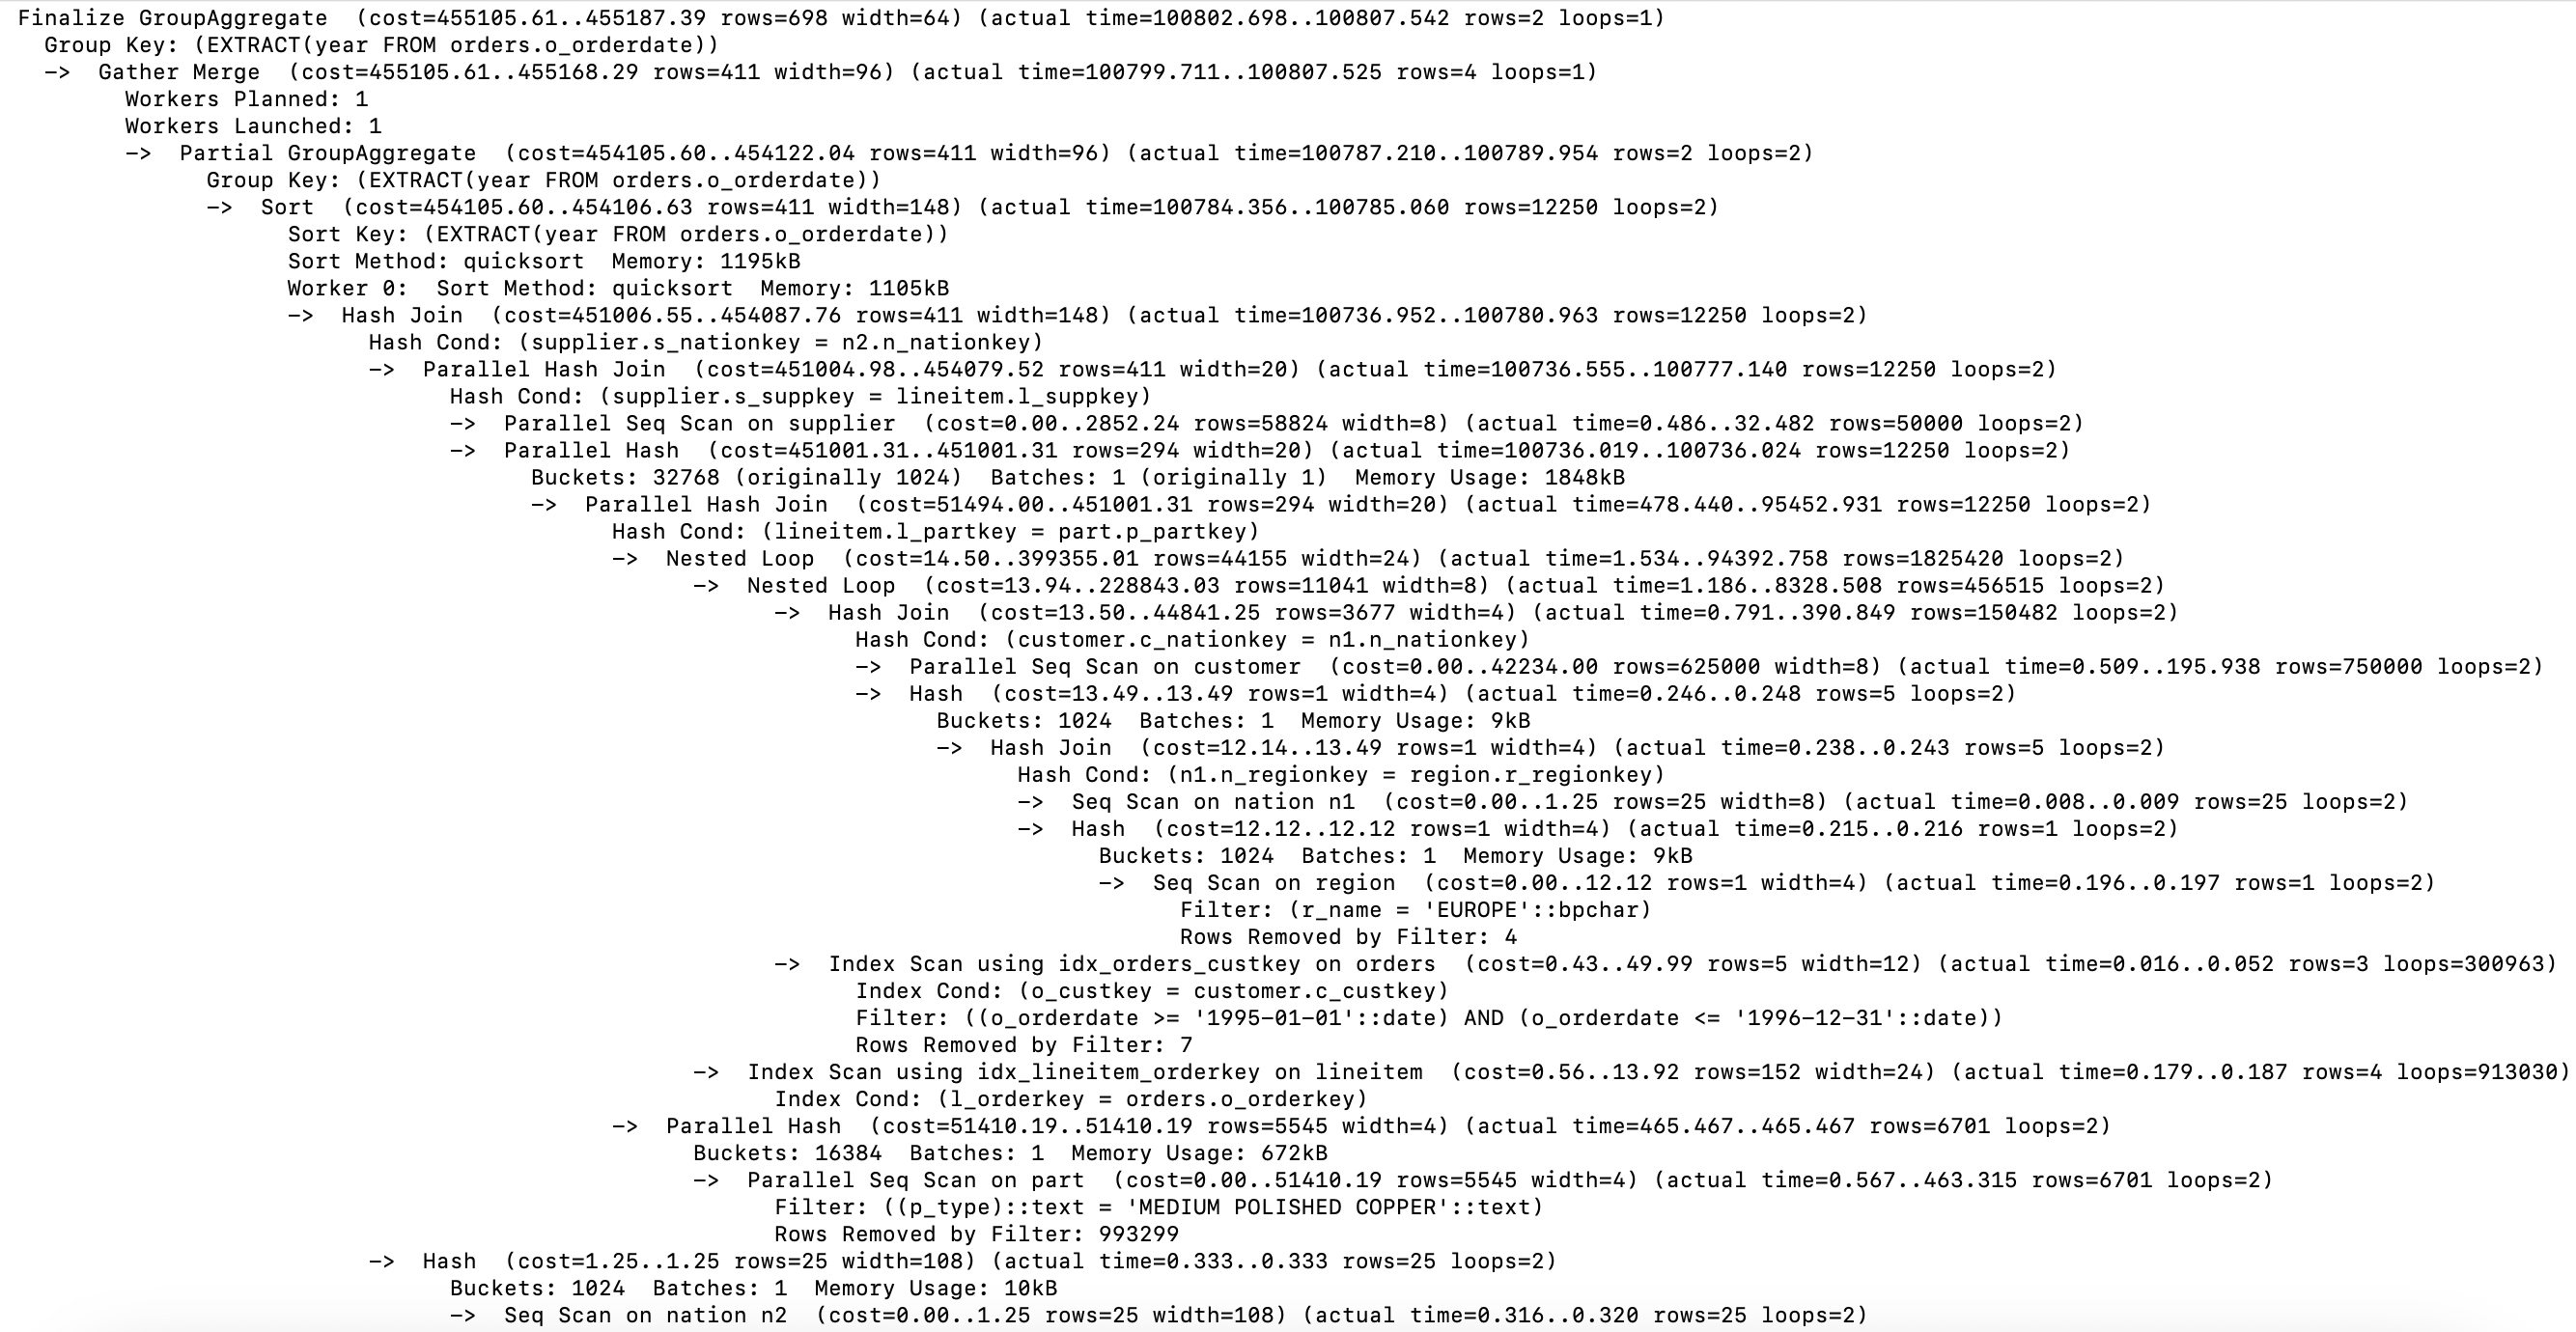 Finalize GroupAggregate  (cost=455105.61..455187.39 rows=698 width=64) (actual time=100802.698..100807.542 rows=2 loops=1)
Group Key: (EXTRACT(year FROM orders.o_orderdate))
->  Gather Merge  (cost=455105.61..455168.29 rows=411 width=96) (actual time=100799.711..100807.525 rows=4 loops=1)
Workers Planned: 1
Workers Launched: 1
->  Partial GroupAggregate  (cost=454105.60..454122.04 rows=411 width=96) (actual time=100787.210..100789.954 rows=2 loops=2)
Group Key: (EXTRACT(year FROM orders.o_orderdate))
->  Sort  (cost=454105.60..454106.63 rows=411 width=148) (actual time=100784.356..100785.060 rows=12250 loops=2)
Sort Key: (EXTRACT(year FROM orders.o_orderdate))
Sort Method: quicksort  Memory: 1195kB
Worker 0:  Sort Method: quicksort  Memory: 1105kB
->  Hash Join  (cost=451006.55..454087.76 rows=411 width=148) (actual time=100736.952..100780.963 rows=12250 loops=2)
Hash Cond: (supplier.s_nationkey = n2.n_nationkey)
->  Parallel Hash Join  (cost=451004.98..454079.52 rows=411 width=20) (actual time=100736.555..100777.140 rows=12250 loops=2)
Hash Cond: (supplier.s_suppkey = lineitem.l_suppkey)
->  Parallel Seq Scan on supplier  (cost=0.00..2852.24 rows=58824 width=8) (actual time=0.486..32.482 rows=50000 loops=2)
->  Parallel Hash  (cost=451001.31..451001.31 rows=294 width=20) (actual time=100736.019..100736.024 rows=12250 loops=2)
Buckets: 32768 (originally 1024)  Batches: 1 (originally 1)  Memory Usage: 1848kB
->  Parallel Hash Join  (cost=51494.00..451001.31 rows=294 width=20) (actual time=478.440..95452.931 rows=12250 loops=2)
Hash Cond: (lineitem.l_partkey = part.p_partkey)
->  Nested Loop  (cost=14.50..399355.01 rows=44155 width=24) (actual time=1.534..94392.758 rows=1825420 loops=2)
->  Nested Loop  (cost=13.94..228843.03 rows=11041 width=8) (actual time=1.186..8328.508 rows=456515 loops=2)
->  Hash Join  (cost=13.50..44841.25 rows=3677 width=4) (actual time=0.791..390.849 rows=150482 loops=2)
Hash Cond: (customer.c_nationkey = n1.n_nationkey)
->  Parallel Seq Scan on customer  (cost=0.00..42234.00 rows=625000 width=8) (actual time=0.509..195.938 rows=750000 loops=2)
->  Hash  (cost=13.49..13.49 rows=1 width=4) (actual time=0.246..0.248 rows=5 loops=2)
Buckets: 1024  Batches: 1  Memory Usage: 9kB
->  Hash Join  (cost=12.14..13.49 rows=1 width=4) (actual time=0.238..0.243 rows=5 loops=2)
Hash Cond: (n1.n_regionkey = region.r_regionkey)
->  Seq Scan on nation n1  (cost=0.00..1.25 rows=25 width=8) (actual time=0.008..0.009 rows=25 loops=2)
->  Hash  (cost=12.12..12.12 rows=1 width=4) (actual time=0.215..0.216 rows=1 loops=2)
Buckets: 1024  Batches: 1  Memory Usage: 9kB
->  Seq Scan on region  (cost=0.00..12.12 rows=1 width=4) (actual time=0.196..0.197 rows=1 loops=2)
Filter: (r_name = 'EUROPE'::bpchar)
Rows Removed by Filter: 4
->  Index Scan using idx_orders_custkey on orders  (cost=0.43..49.99 rows=5 width=12) (actual time=0.016..0.052 rows=3 loops=300963)
Index Cond: (o_custkey = customer.c_custkey)
Filter: ((o_orderdate >= '1995-01-01'::date) AND (o_orderdate <= '1996-12-31'::date))
Rows Removed by Filter: 7
->  Index Scan using idx_lineitem_orderkey on lineitem  (cost=0.56..13.92 rows=152 width=24) (actual time=0.179..0.187 rows=4 loops=913030)
Index Cond: (l_orderkey = orders.o_orderkey)
->  Parallel Hash  (cost=51410.19..51410.19 rows=5545 width=4) (actual time=465.467..465.467 rows=6701 loops=2)
Buckets: 16384  Batches: 1  Memory Usage: 672kB
->  Parallel Seq Scan on part  (cost=0.00..51410.19 rows=5545 width=4) (actual time=0.567..463.315 rows=6701 loops=2)
Filter: ((p_type)::text = 'MEDIUM POLISHED COPPER'::text)
Rows Removed by Filter: 993299
->  Hash  (cost=1.25..1.25 rows=25 width=108) (actual time=0.333..0.333 rows=25 loops=2)
Buckets: 1024  Batches: 1  Memory Usage: 10kB
->  Seq Scan on nation n2  (cost=0.00..1.25 rows=25 width=108) (actual time=0.316..0.320 rows=25 loops=2)